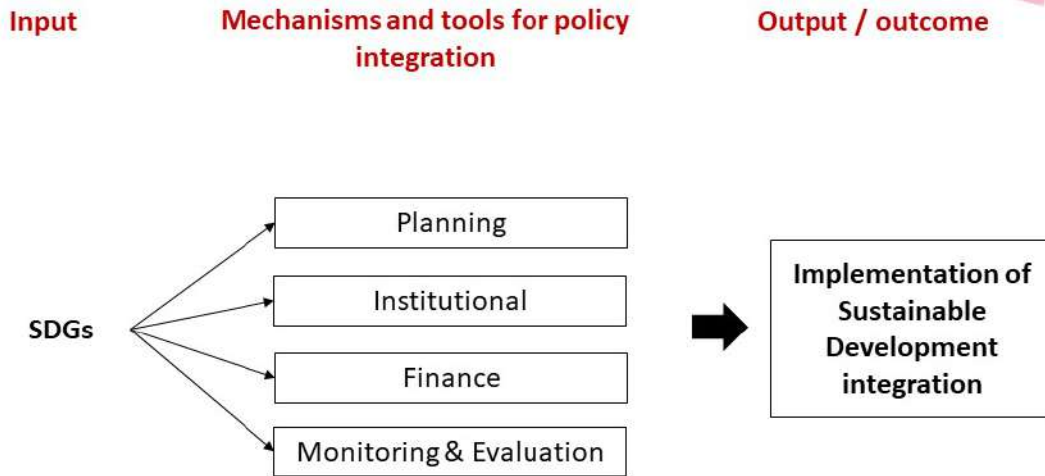 Input
Mechanisms and tools for policy
integration
Output / outcome
SDGs
Planning
Institutional
Finance
Monitoring & Evaluation
Implementation of
Sustainable
Development
integration